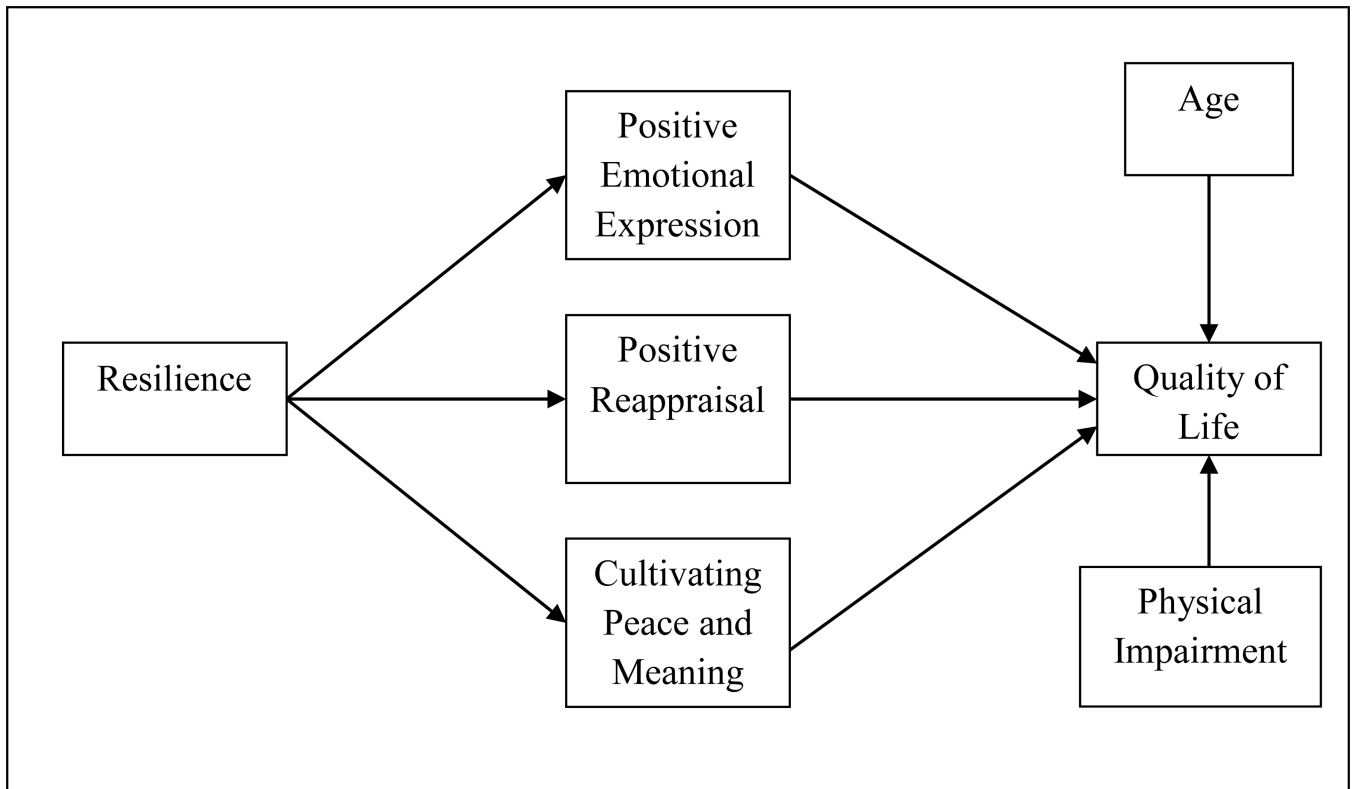 Positive
Emotional
Expression
Age
Resilience
Positive
Reappraisal
Quality of
Life
Cultivating
Peace and
Meaning
Physical
Impairment